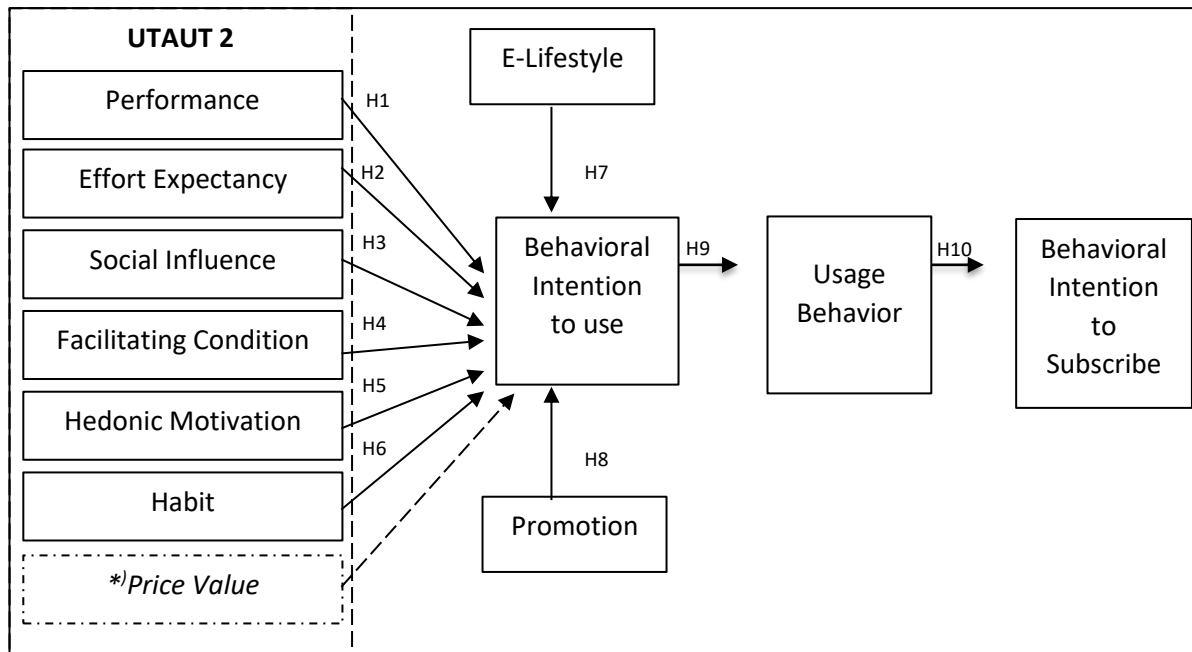 UTAUT 2
Performance
Effort Expectancy
Social Influence
Facilitating Condition
Hedonic Motivation
Habit
*)Price Value
H1
H2
H3
H4
H5
H6
E-Lifestyle
H7
Behavioral
Intention
to use
H8
Promotion
H9
Usage
Behavior
H10
Behavioral
Intention
to
Subscribe